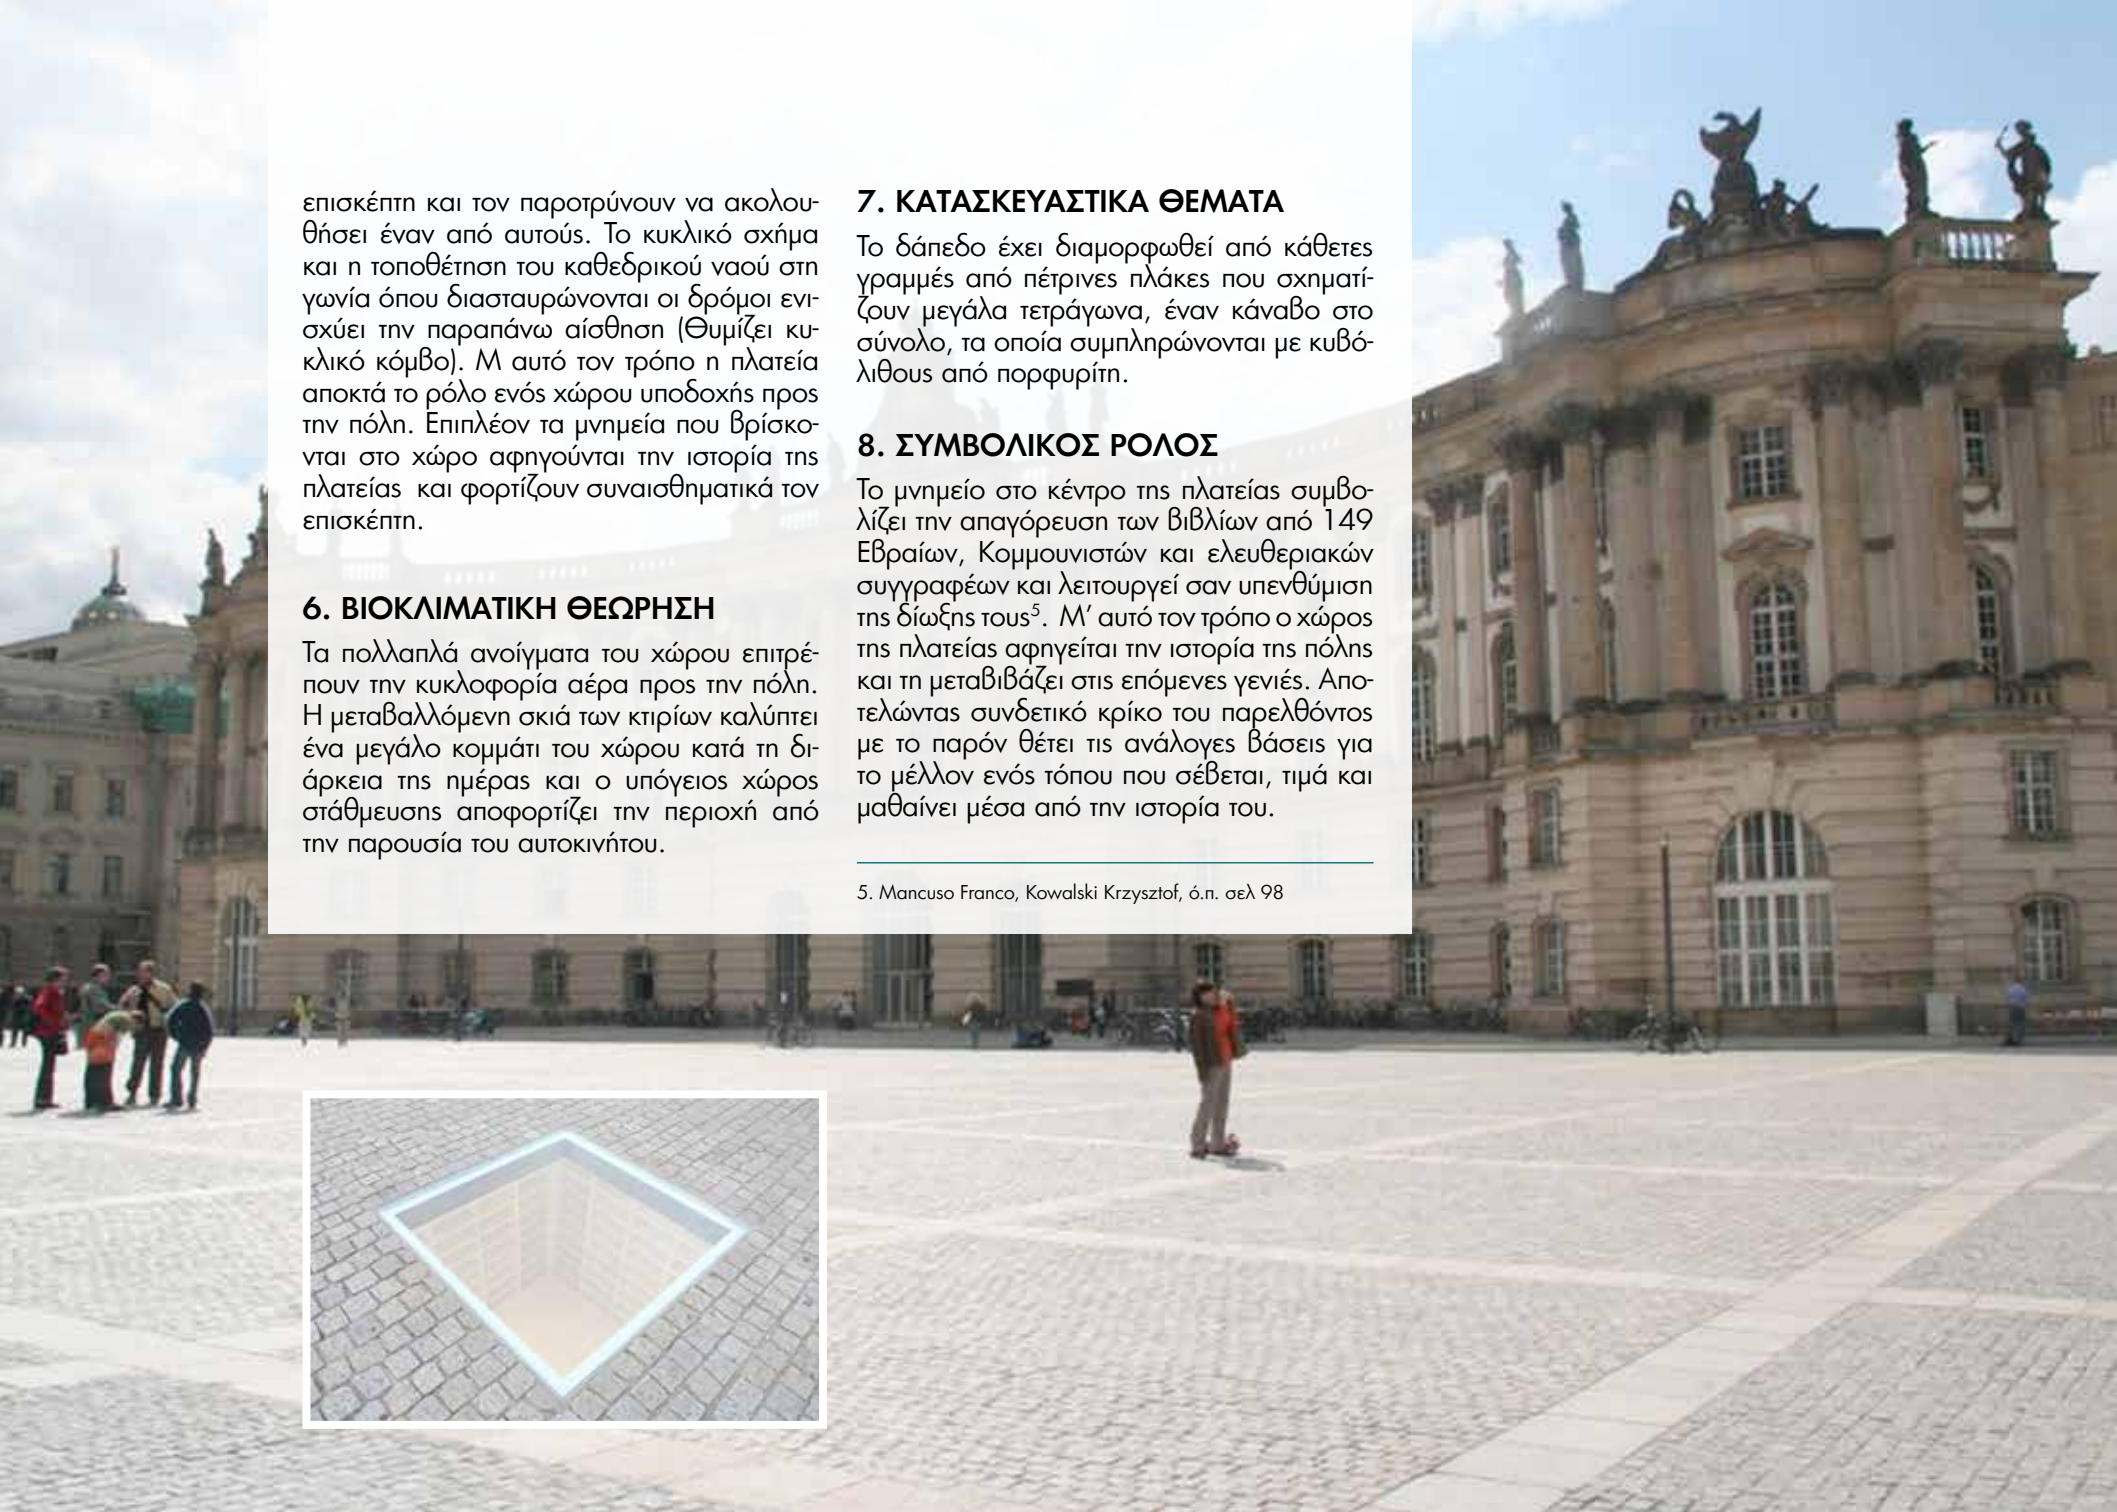 επισκέπτη και τον παροτρύνουν να ακολου-
θήσει έναν από αυτούς. Το κυκλικό σχήμα
και η τοποθέτηση του καθεδρικού ναού στη
γωνία όπου διασταυρώνονται οι δρόμοι ενι-
σχύει την παραπάνω αίσθηση (Θυμίζει κυ-
κλικό κόμβο). Μ αυτό τον τρόπο η πλατεία
αποκτά το ρόλο ενός χώρου υποδοχής προς
την πόλη. Επιπλέον τα μνημεία που βρίσκο-
νται στο χώρο αφηγούνται την ιστορία της
πλατείας και φορτίζουν συναισθηματικά τον
επισκέπτη.
6. ΒΙΟΚΛΙΜΑΤΙΚΗ ΘΕΩΡΗΣΗ
Τα πολλαπλά ανοίγματα του χώρου επιτρέ-
πουν την κυκλοφορία αέρα προς την πόλη.
Η μεταβαλλόμενη σκιά των κτιρίων καλύπτει
ένα μεγάλο κομμάτι του χώρου κατά τη δι-
άρκεια της ημέρας και ο υπόγειος χώρος
στάθμευσης αποφορτίζει την περιοχή από
την παρουσία του αυτοκινήτου.
7. ΚΑΤΑΣΚΕΥΑΣΤΙΚΑ ΘΕΜΑΤΑ
Το δάπεδο έχει διαμορφωθεί από κάθετες
γραμμές από πέτρινες πλάκες που σχηματί-
ζουν μεγάλα τετράγωνα, έναν κάναβο στο
σύνολο, τα οποία συμπληρώνονται με κυβό-
λιθους από πορφυρίτη.
8. ΣΥΜΒΟΛΙΚΟΣ ΡΟΛΟΣ
Το μνημείο στο κέντρο της πλατείας συμβο-
λίζει την απαγόρευση των βιβλίων από 149
Εβραίων, Κομμουνιστών και ελευθεριακών
συγγραφέων και λειτουργεί σαν υπενθύμιση
της δίωξης τους⁵. Μ’ αυτό τον τρόπο ο χώρος
της πλατείας αφηγείται την ιστορία της πόλης
και τη μεταβιβάζει στις επόμενες γενιές. Απο-
τελώντας συνδετικό κρίκο του παρελθόντος
με το παρόν θέτει τις ανάλογες βάσεις για
το μέλλον ενός τόπου που σέβεται, τιμά και
μαθαίνει μέσα από την ιστορία του.
5. Mancuso Franco, Kowalski Krzysztof, ό.π. σελ 98